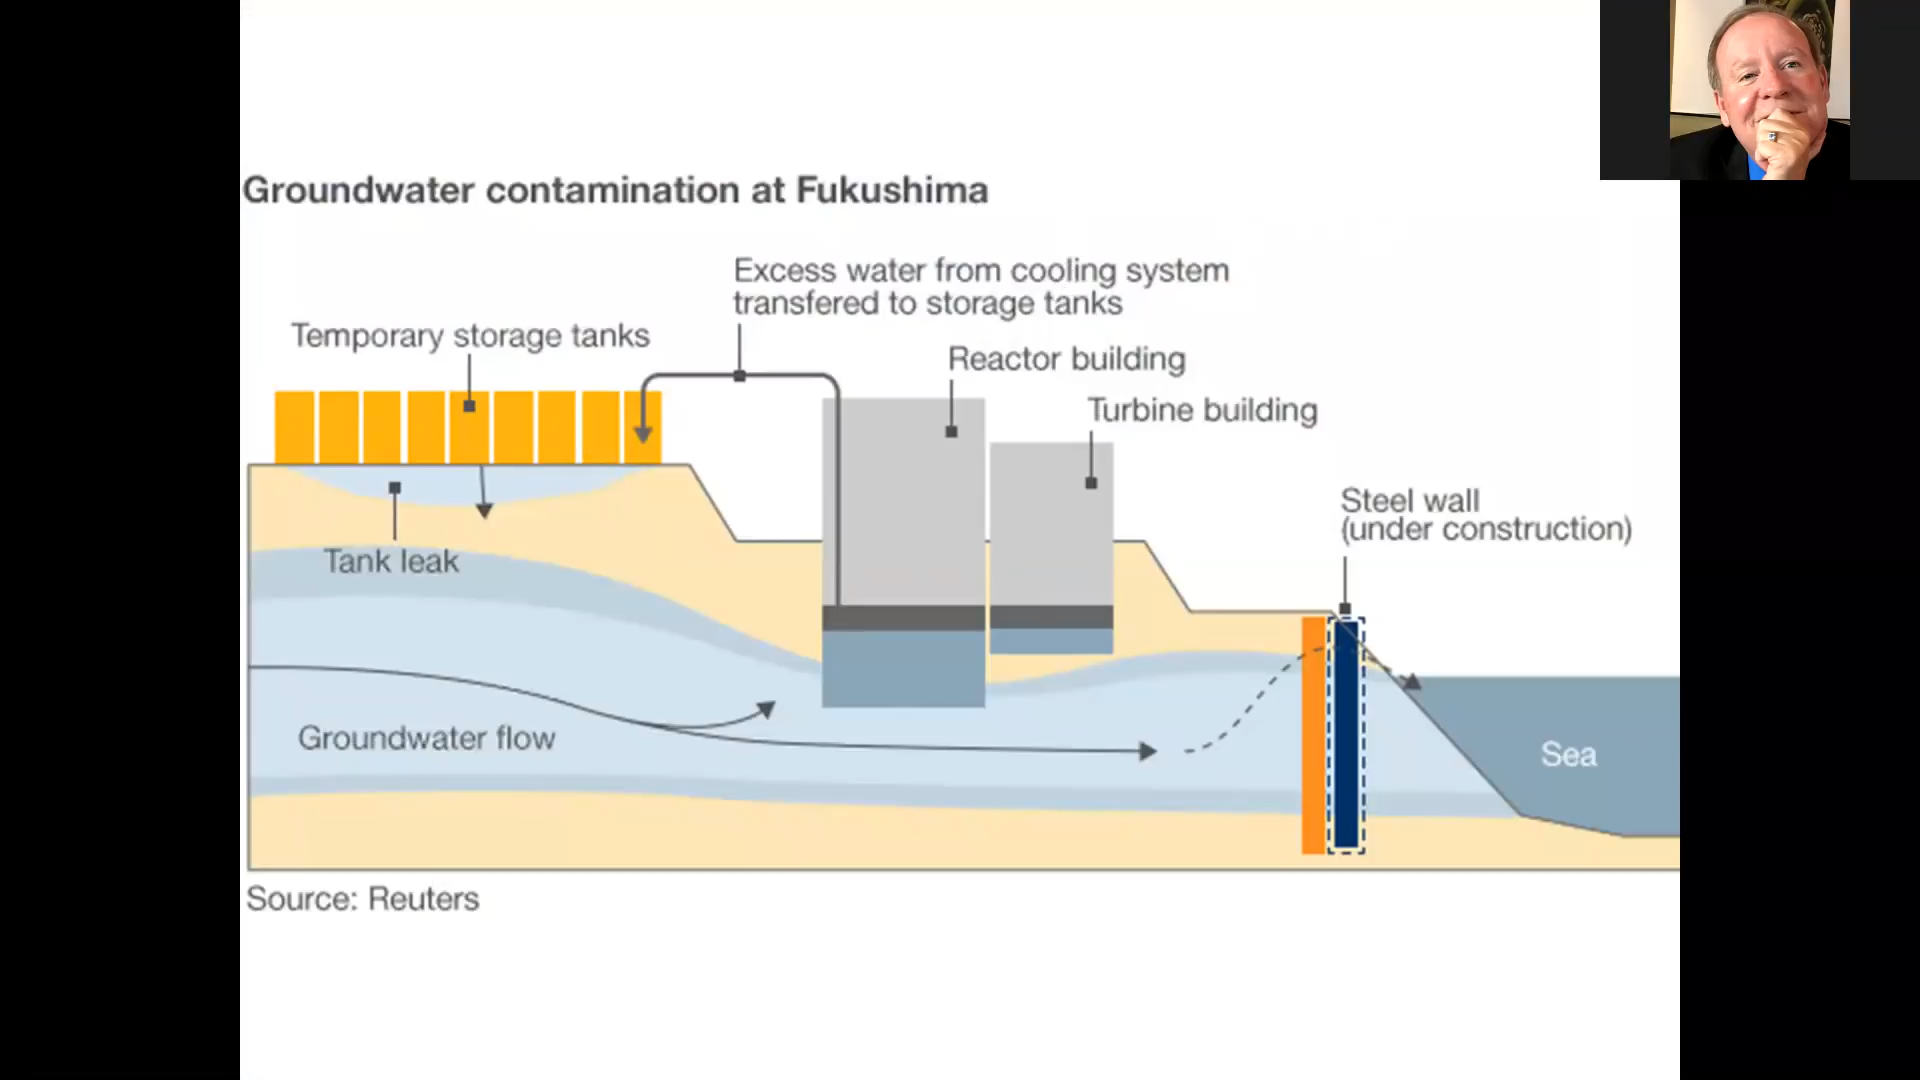 Groundwater contamination at Fukushima
Excess water from cooling system
transfered to storage tanks
Temporary storage tanks
Reactor building
Turbine building
Steel wall
(under construction)
Tank leak
Groundwater flow
Sea
Source: Reuters